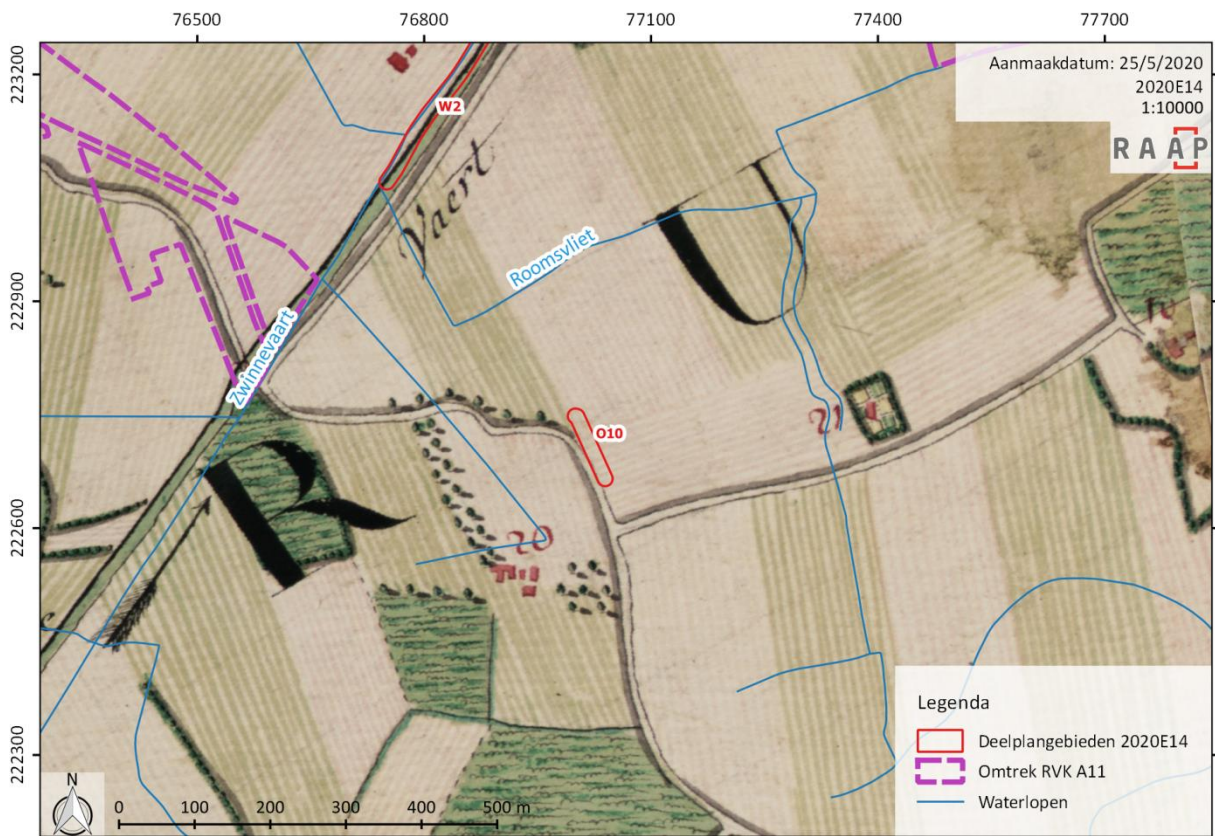 76500 76800 77100 77400 77700
223200
222900
222600
222300
Aanmaakdatum: 25/5/2020
2020E14
1:10000
RAAP
W2
Vaert
Roomsvliet
Zwinnevaart
O10
21
20
Legenda
Deelplangebieden 2020E14
Omtrek RVK A11
Waterlopen
N
0 100 200 300 400 500 m